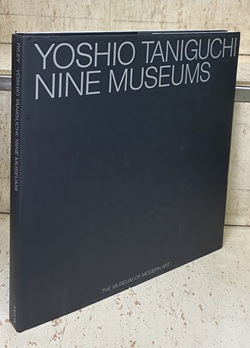 YOSHIO TANIGUCHI
NINE MUSEUMS
THE MUSEUM OF MODERN ART
RILEY YOSHIO TANIGUCHI: NINE MUSEUMS